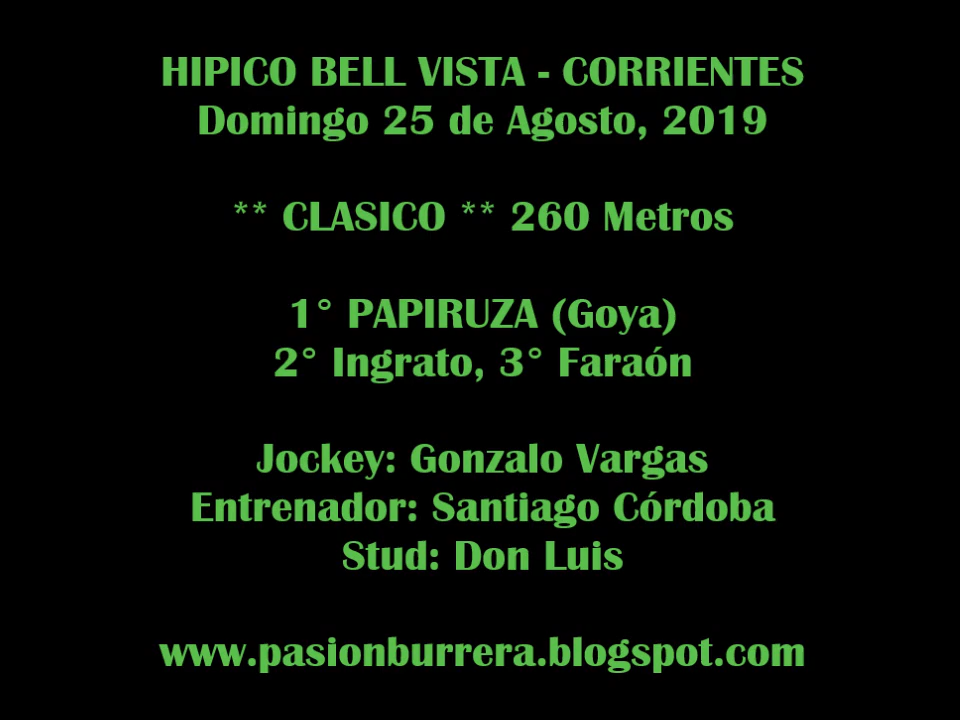 HIPICO BELL VISTA - CORRIENTES
Domingo 25 de Agosto, 2019
** CLASICO ** 260 Metros
1° PAPIRUZA (Goya)
2° Ingrato, 3° Faraón
Jockey: Gonzalo Vargas
Entrenador: Santiago Córdoba
Stud: Don Luis
www.pasionburrera.blogspot.com